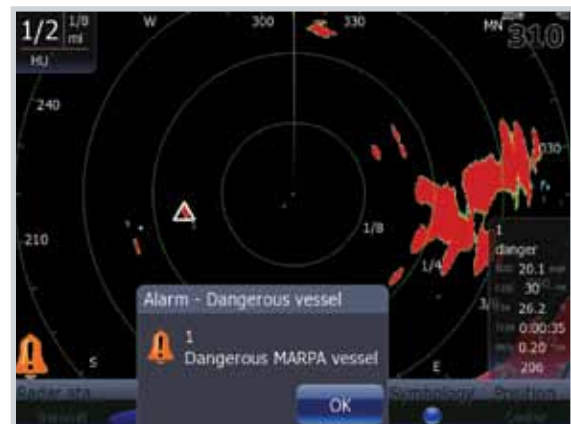 1/2 1/8 mi
HU
W
300
330
MN
310
240
030
210
1/8
1/4
1
danger
20.1
30
26.2
0:00:35
0.20
206
Alarm - Dangerous vessel
1
Dangerous MARPA vessel
OK
S
E
Symbology
Position